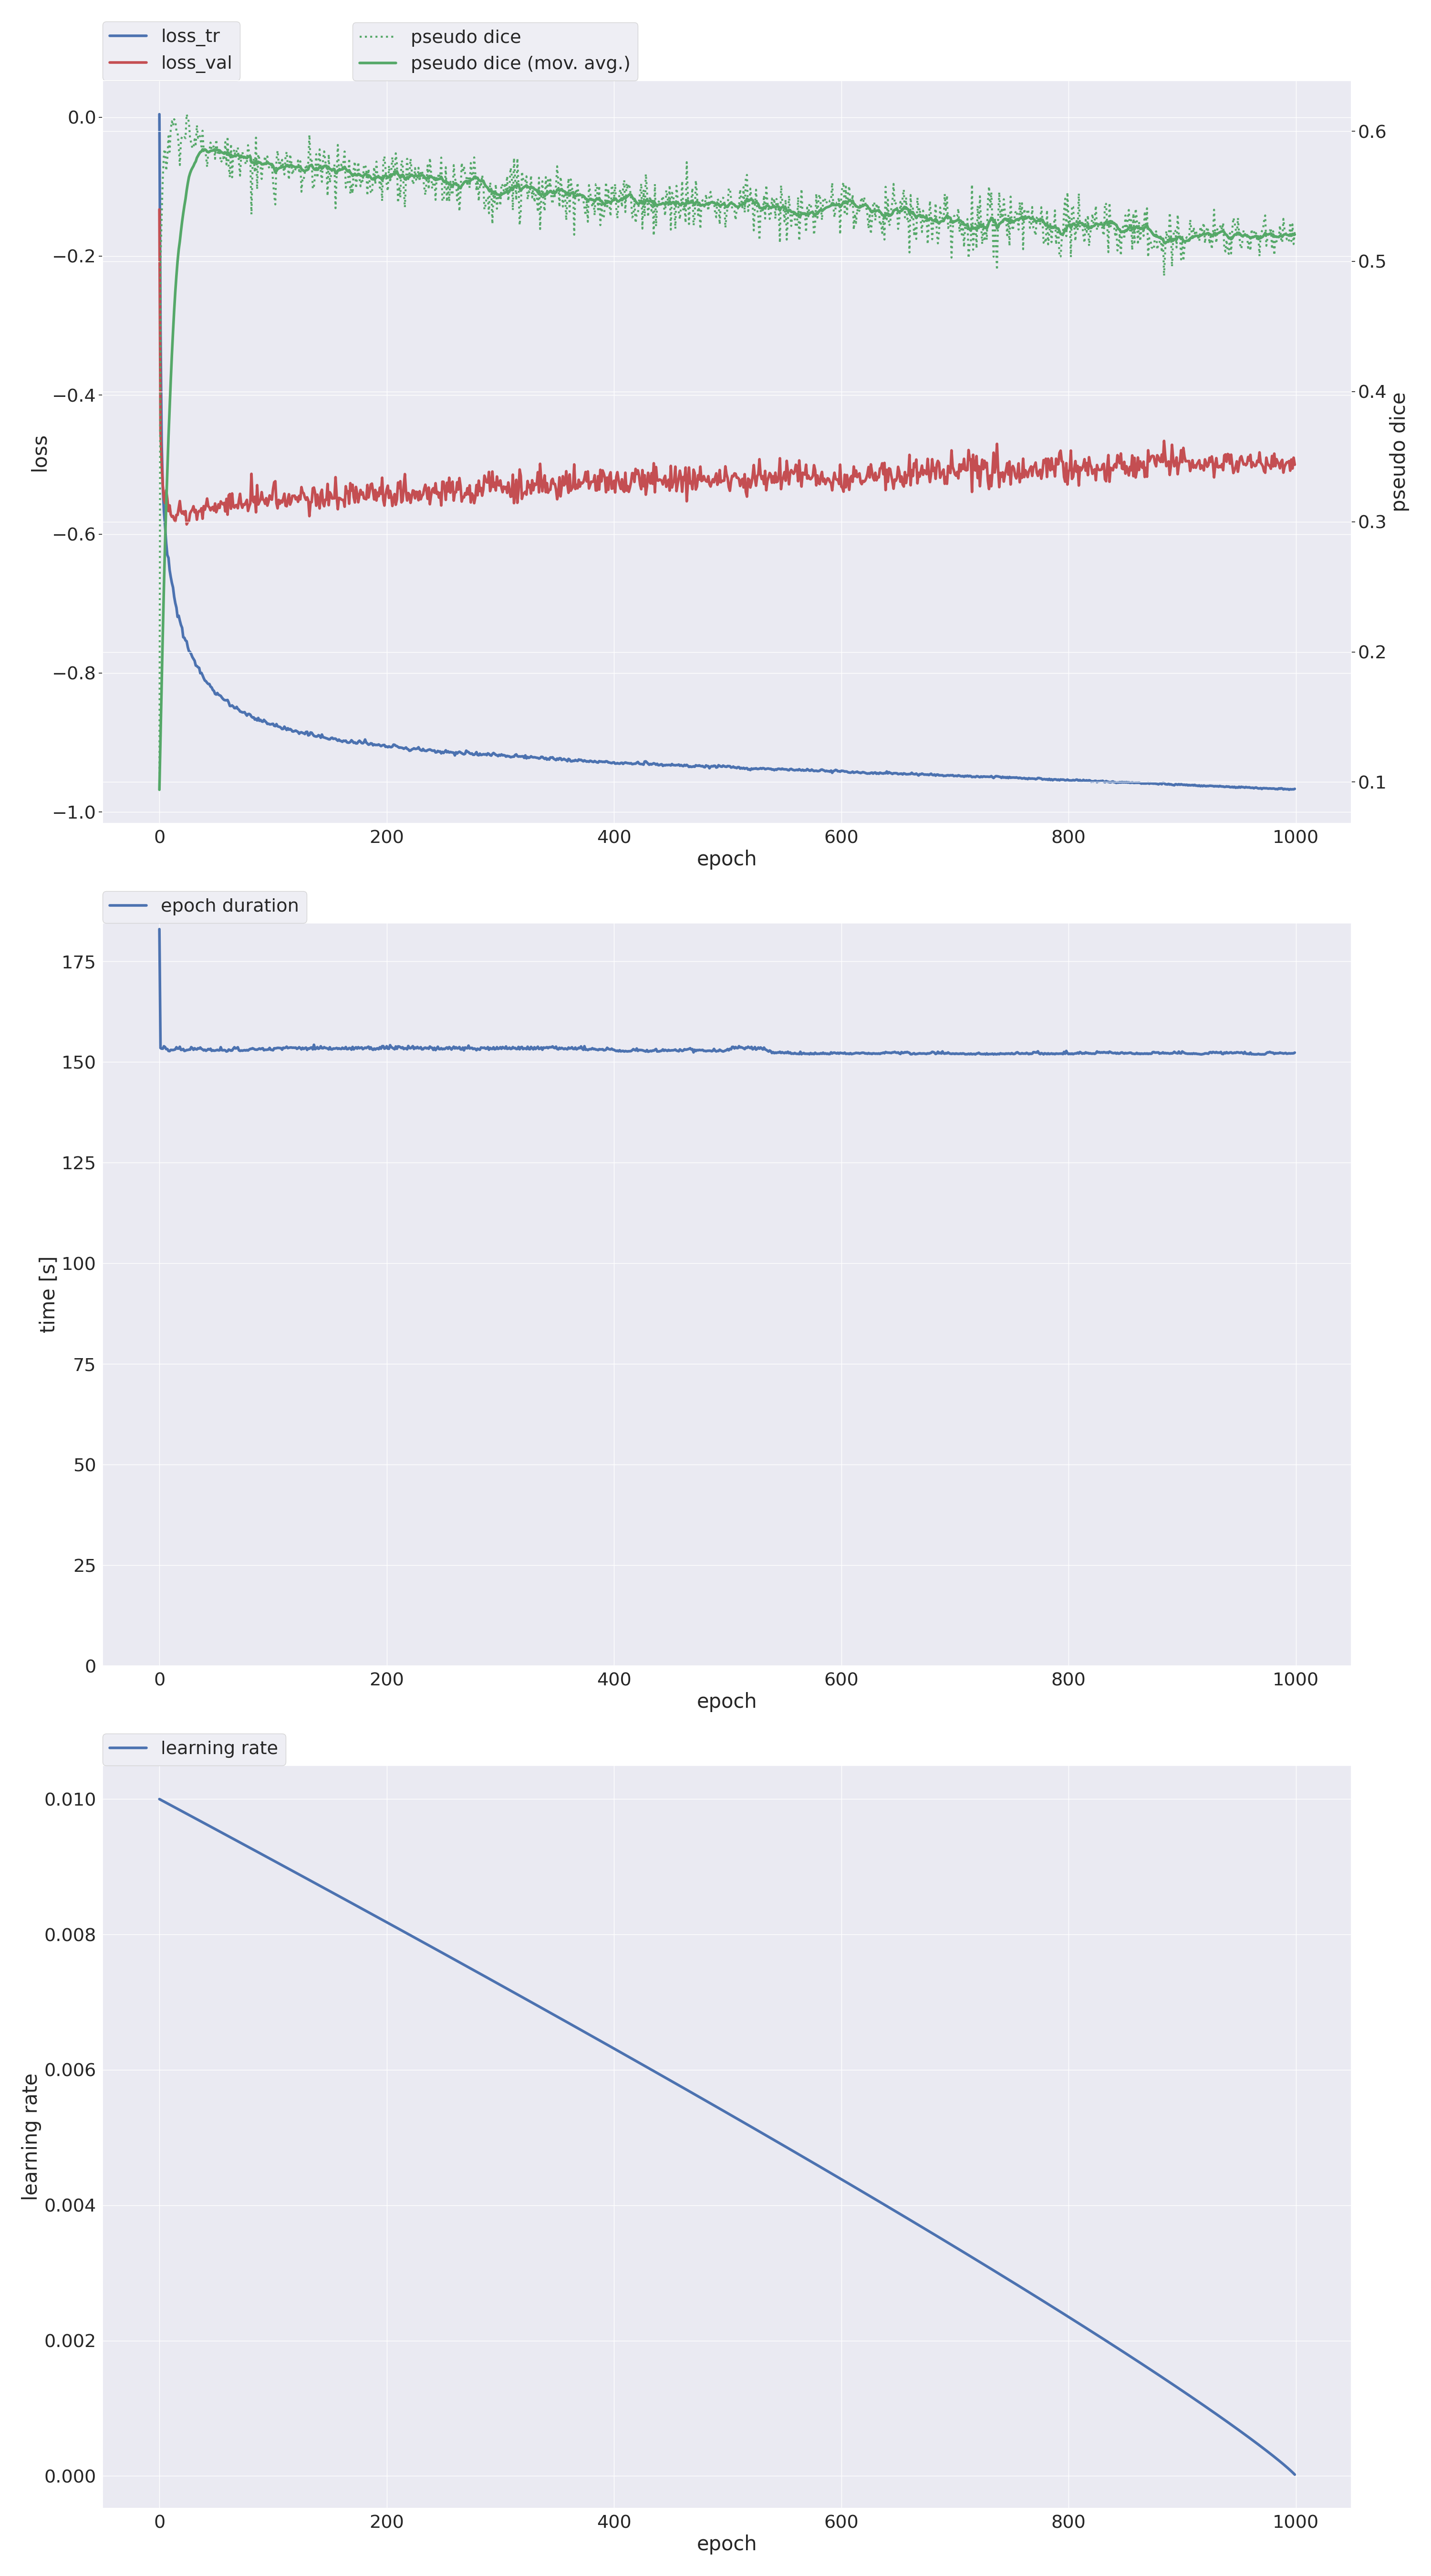 loss_tr
loss_val
pseudo dice
pseudo dice (mov. avg.)
0.0
−0.2
−0.4
−0.6
−0.8
−1.0
loss
0.6
0.5
0.4
0.3
0.2
0.1
pseudo dice
0 200 400 600 800 1000
epoch
epoch duration
175
150
125
100
75
50
25
0
time [s]
0 200 400 600 800 1000
epoch
learning rate
0.010
0.008
0.006
0.004
0.002
0.000
learning rate
0 200 400 600 800 1000
epoch